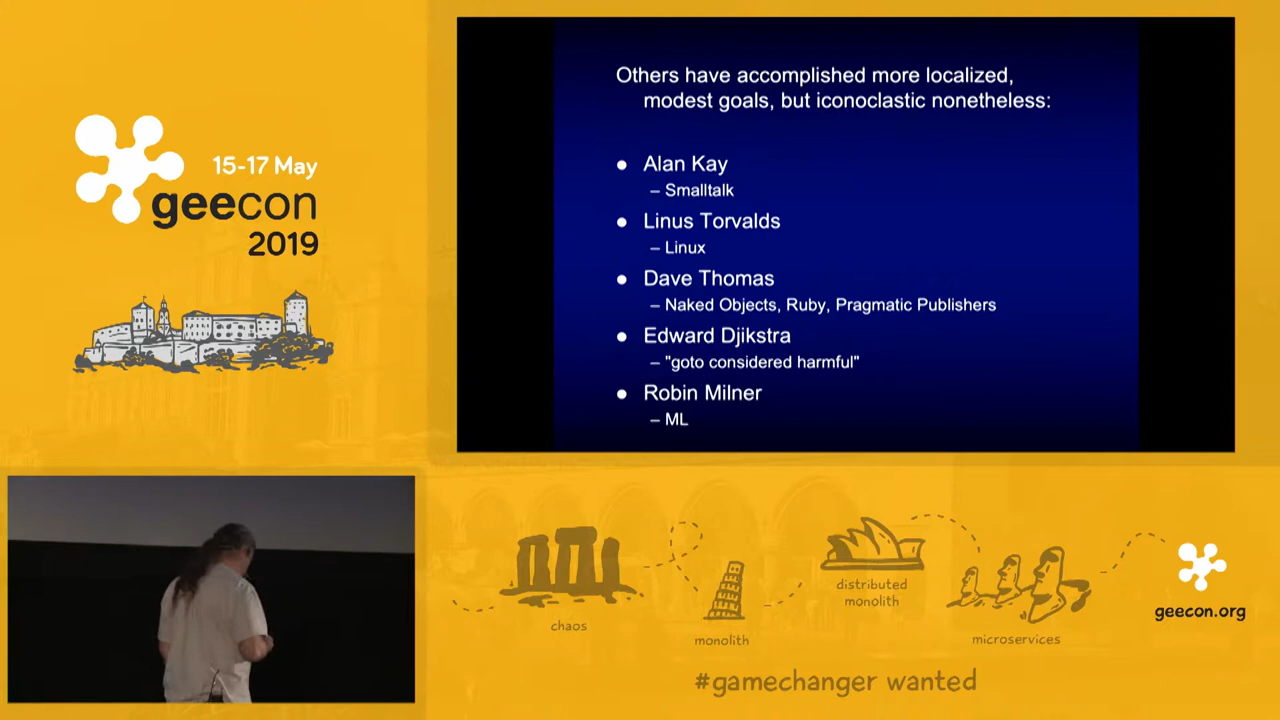 15-17 May
geecon
2019
Others have accomplished more localized,
modest goals, but iconoclastic nonetheless:
● Alan Kay
– Smalltalk
● Linus Torvalds
– Linux
● Dave Thomas
– Naked Objects, Ruby, Pragmatic Publishers
● Edward Djikstra
– "goto considered harmful"
● Robin Milner
– ML
chaos
monolith
distributed
monolith
microservices
geecon.org
#gamechanger wanted